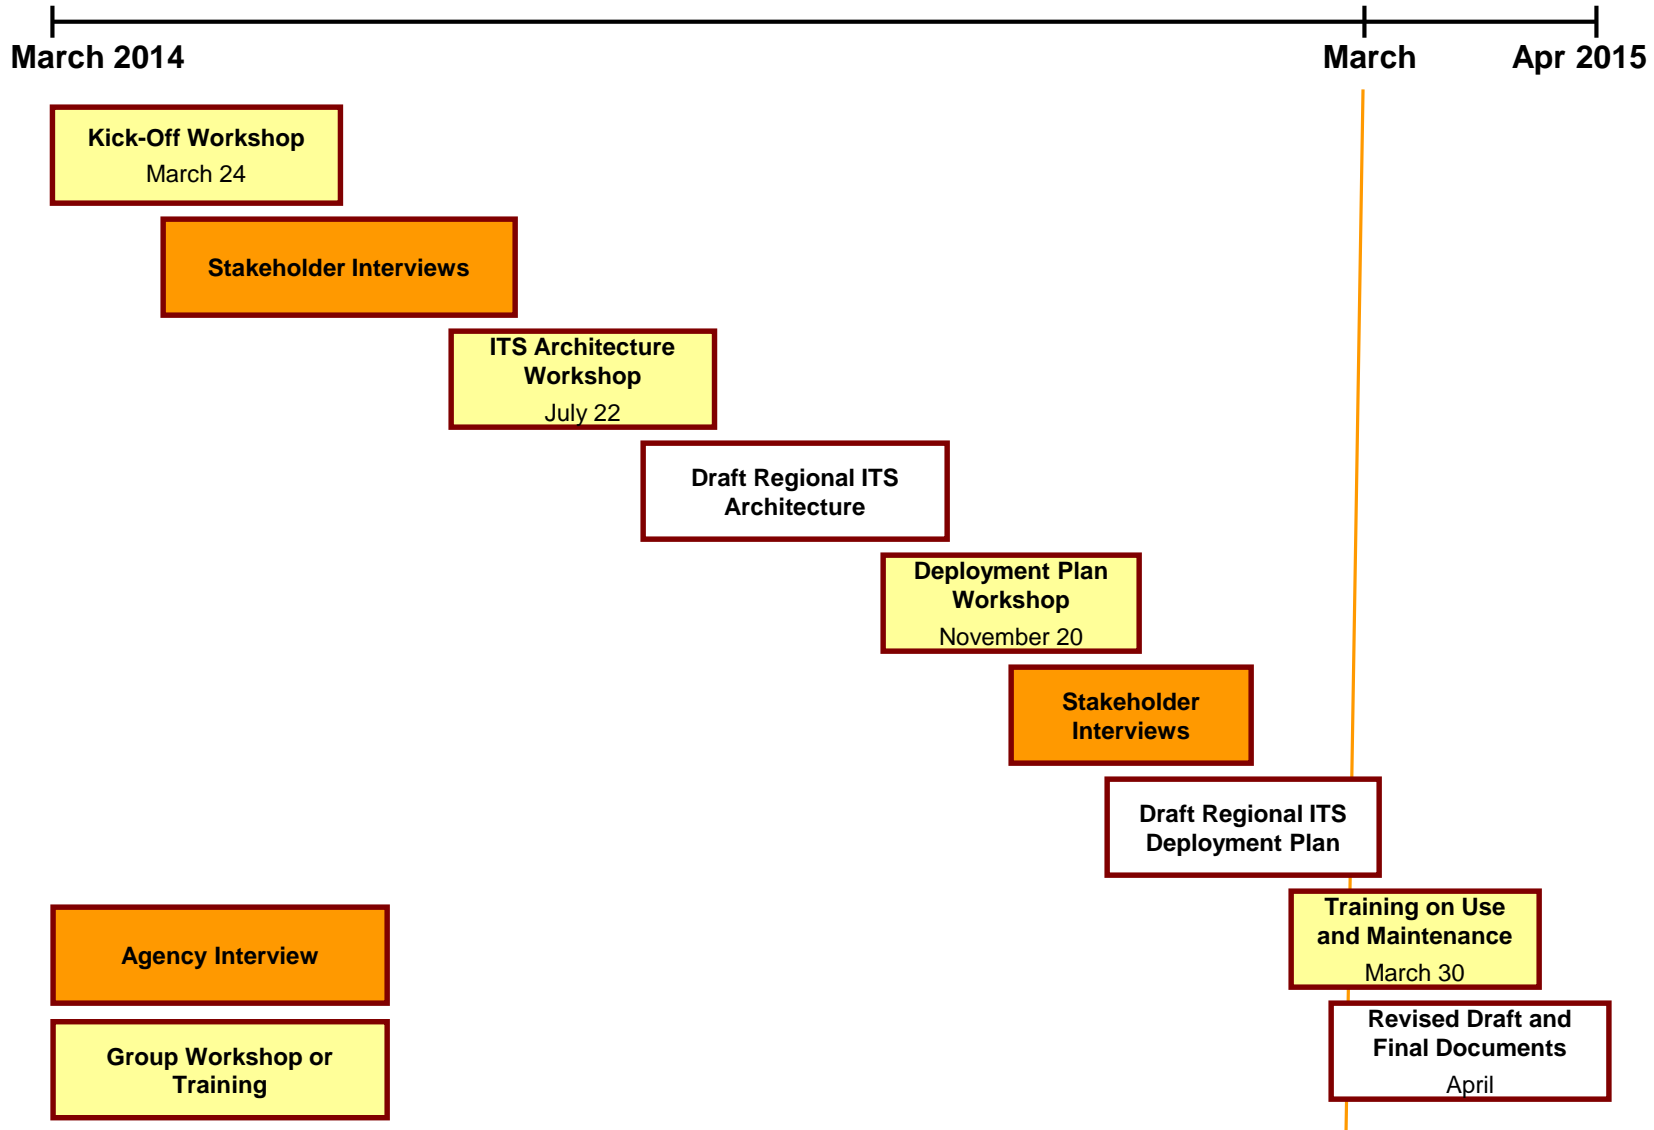 March 2014
March
Apr 2015
Kick-Off Workshop
March 24
Stakeholder Interviews
ITS Architecture
Workshop
July 22
Draft Regional ITS
Architecture
Deployment Plan
Workshop
November 20
Stakeholder
Interviews
Draft Regional ITS
Deployment Plan
Training on Use
and Maintenance
March 30
Revised Draft and
Final Documents
April
Agency Interview
Group Workshop or
Training